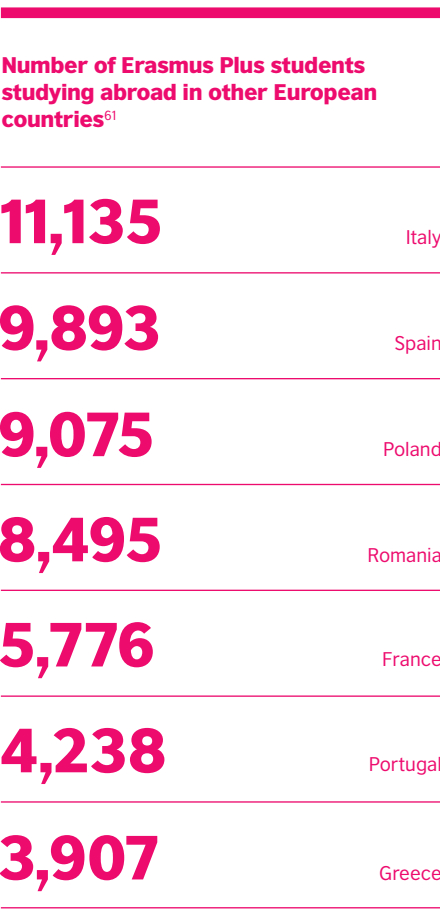 Number of Erasmus Plus students
studying abroad in other European
countries61
11,135 Italy
9,893 Spain
9,075 Poland
8,495 Romania
5,776 France
4,238 Portugal
3,907 Greece